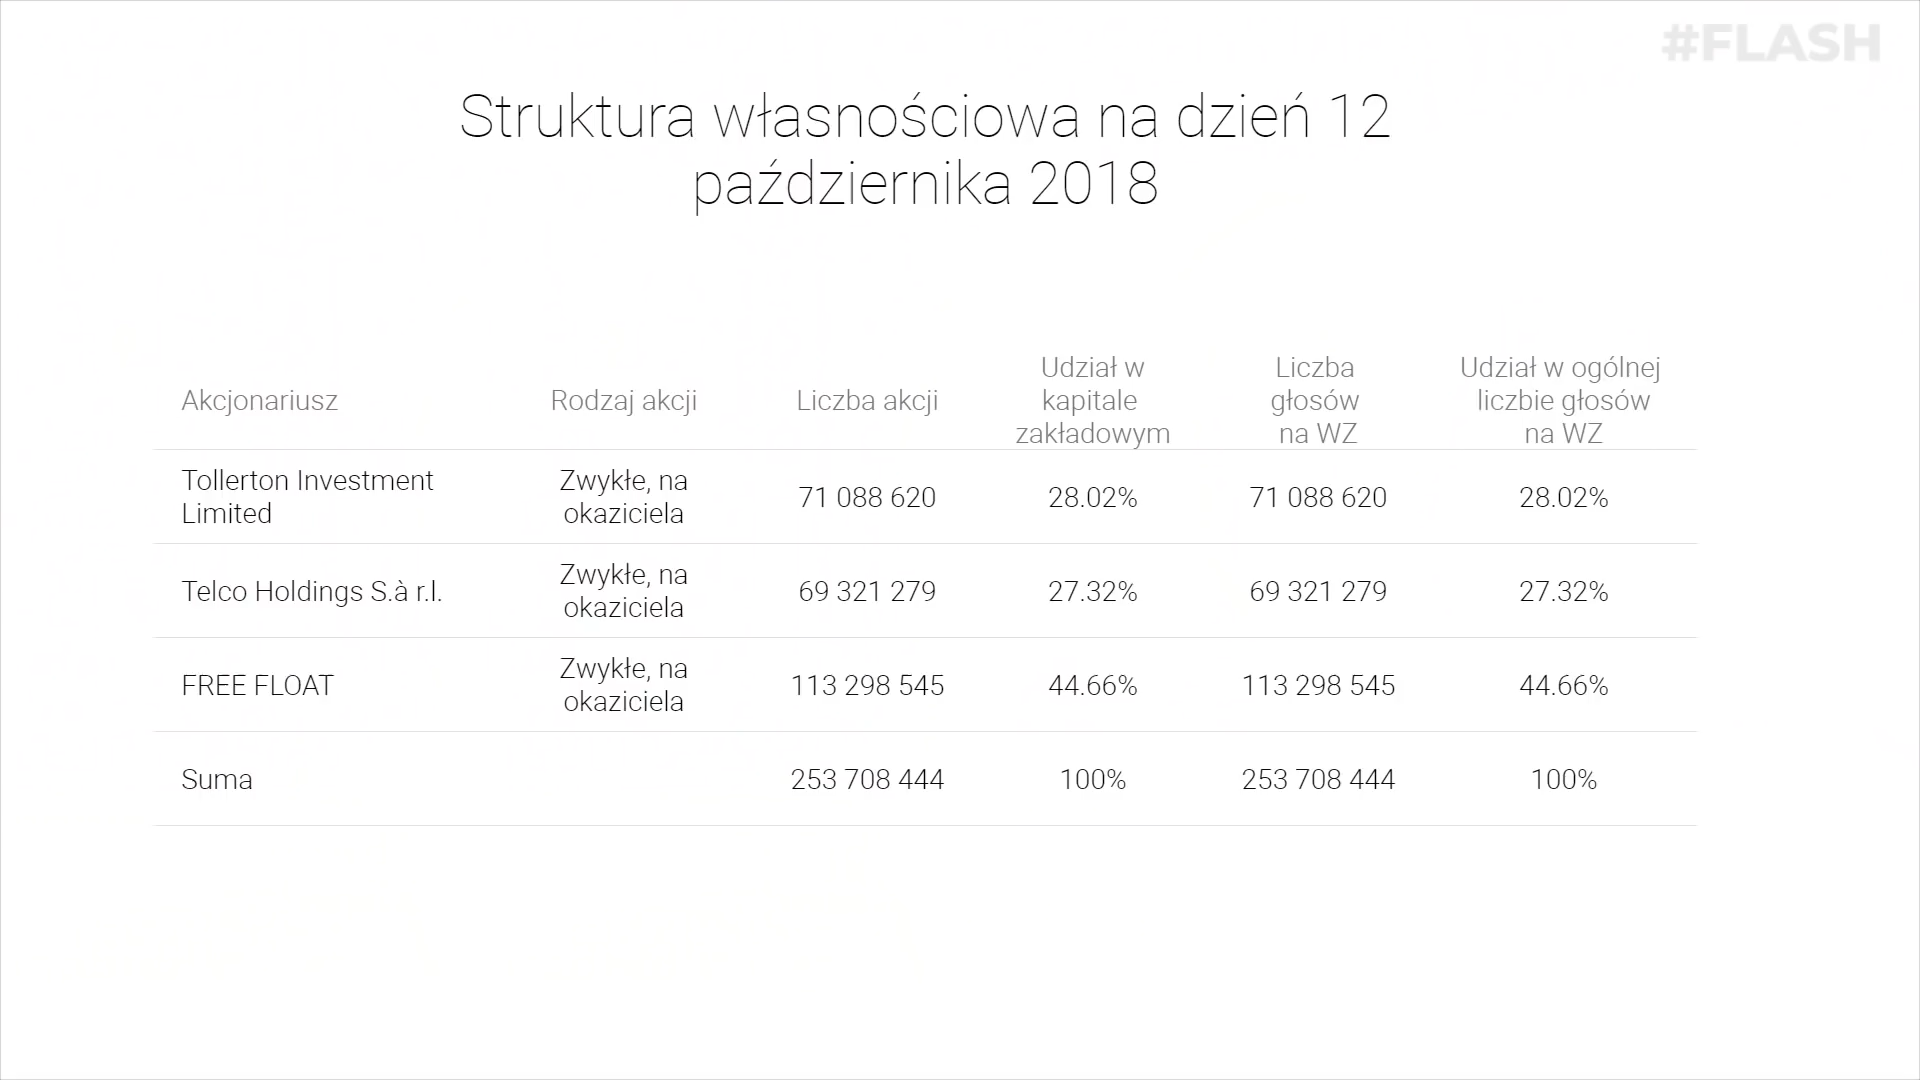 #FLASH
Struktura własnościowa na dzień 12
października 2018
Akcjonariusz
Rodzaj akcji
Liczba akcji
Udział w
kapitale
zakładowym
Liczba
głosów
na WZ
Udział w ogólnej
liczbie głosów
na WZ
Tollerton Investment
Limited
Zwykłe, na
okaziciela
71 088 620
28.02%
71 088 620
28.02%
Telco Holdings S.à r.l.
Zwykłe, na
okaziciela
69 321 279
27.32%
69 321 279
27.32%
FREE FLOAT
Zwykłe, na
okaziciela
113 298 545
44.66%
113 298 545
44.66%
Suma
253 708 444
100%
253 708 444
100%